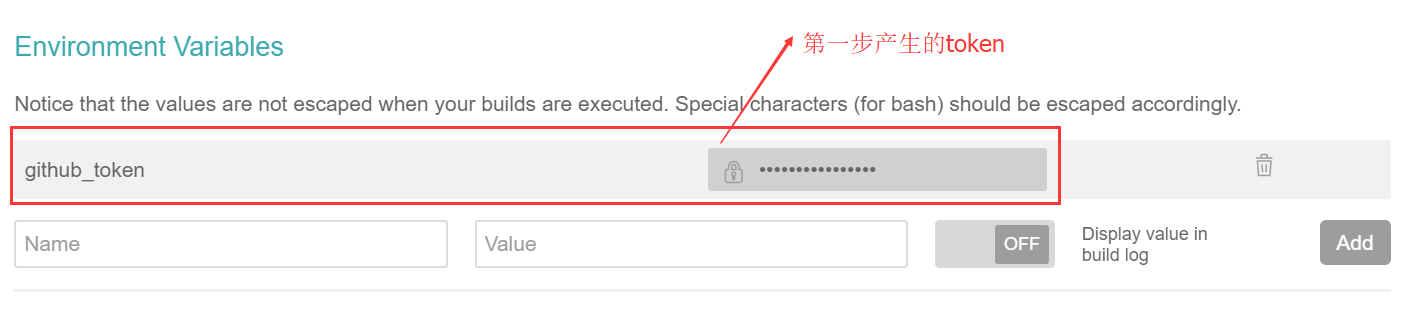 Environment Variables
第一步产生的token
Notice that the values are not escaped when your builds are executed. Special characters (for bash) should be escaped accordingly.
github_token ••••••••••••••••
Name Value OFF Display value in Add
build log